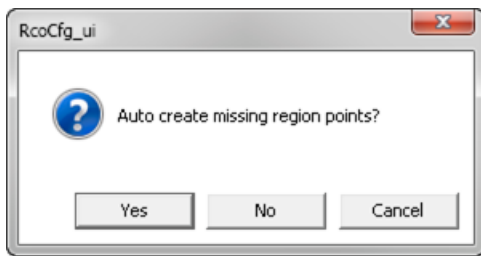 RcoCfg_ui
Auto create missing region points?
Yes
No
Cancel